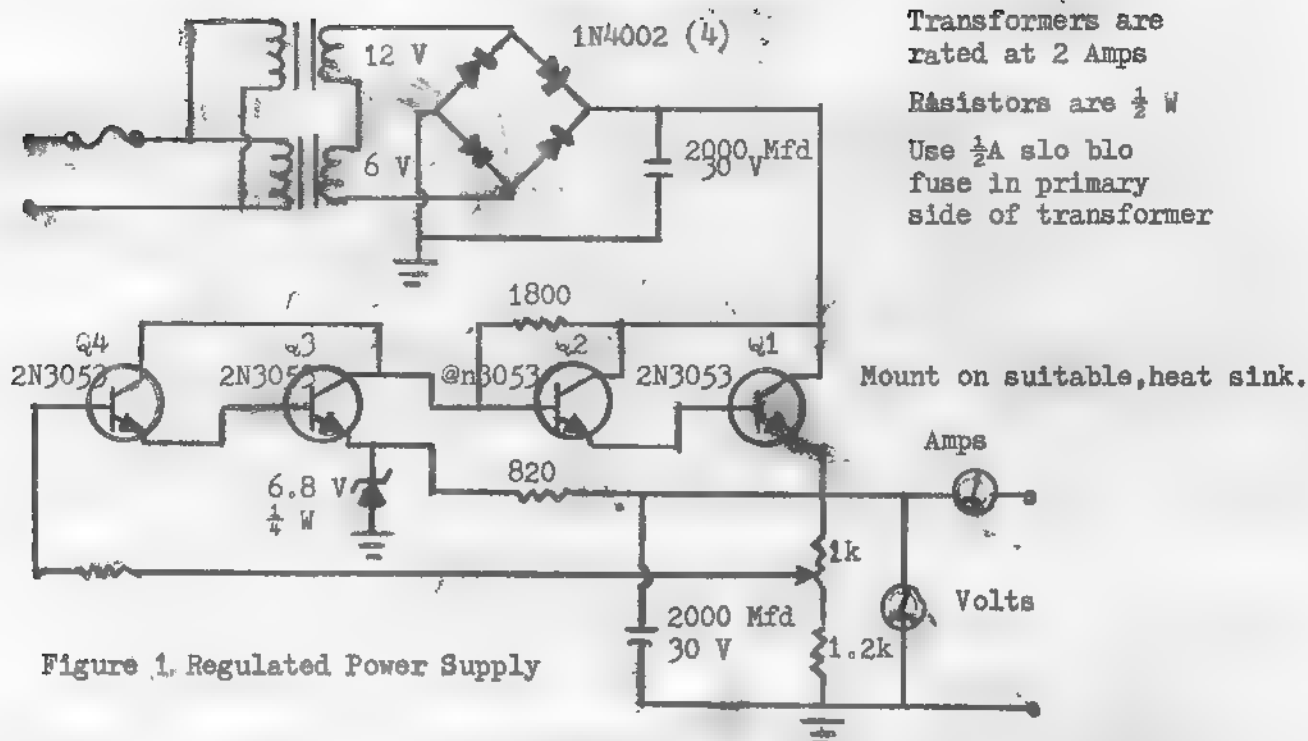 Transformers are
rated at 2 Amps
Rasistors are ½ W
Use ½A slo blo
fuse in primary
side of transformer
1N4002 (4)
12 V
6 V
2000 Mfd
30 V
1800
Q4
Q3
Q2
Q1
2N3053
2N3053
@n3053
2N3053
Mount on suitable,heat sink.
Amps
6.8 V
¼ W
820
1k
2000 Mfd
30 V
1.2k
Volts
Figure 1. Regulated Power Supply